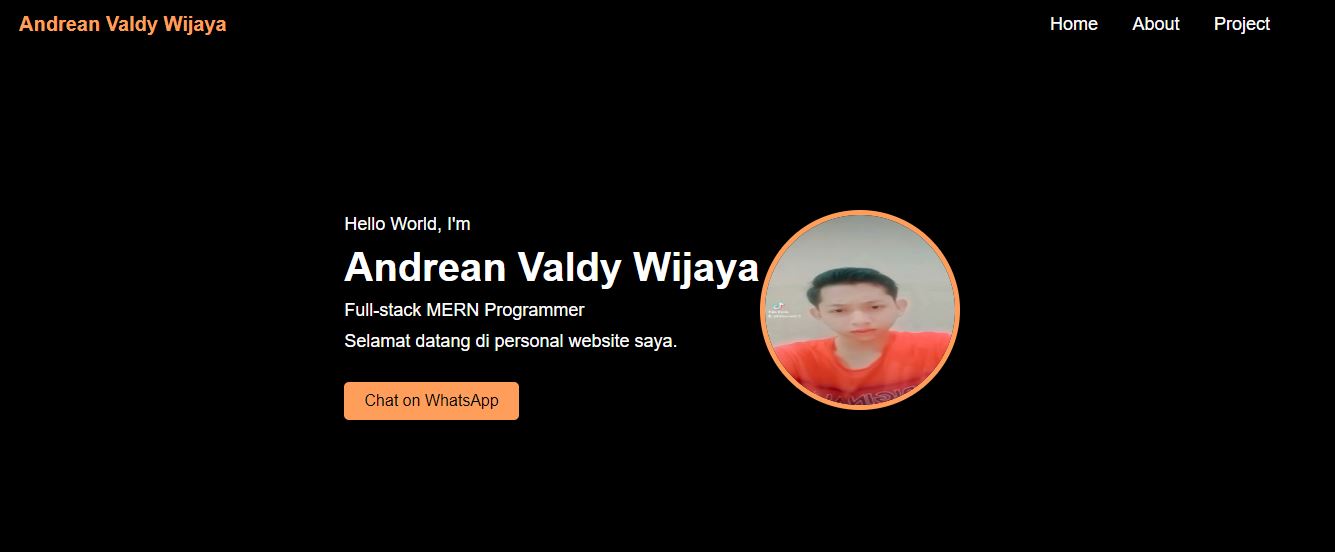 Andrean Valdy Wijaya
Home About Project
Hello World, I'm
Andrean Valdy Wijaya
Full-stack MERN Programmer
Selamat datang di personal website saya.
Chat on WhatsApp